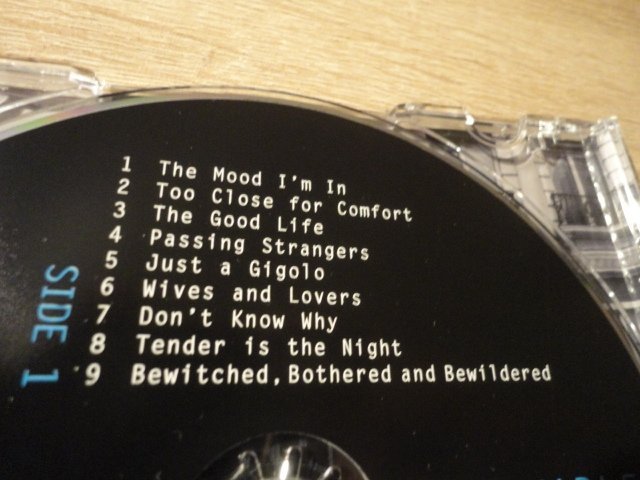 1 The Mood I'm In
2 Too Close for Comfort
3 The Good Life
4 Passing Strangers
5 Just a Gigolo
6 Wives and Lovers
7 Don't Know Why
8 Tender is the Night
9 Bewitched, Bothered and Bewildered
SIDE 1